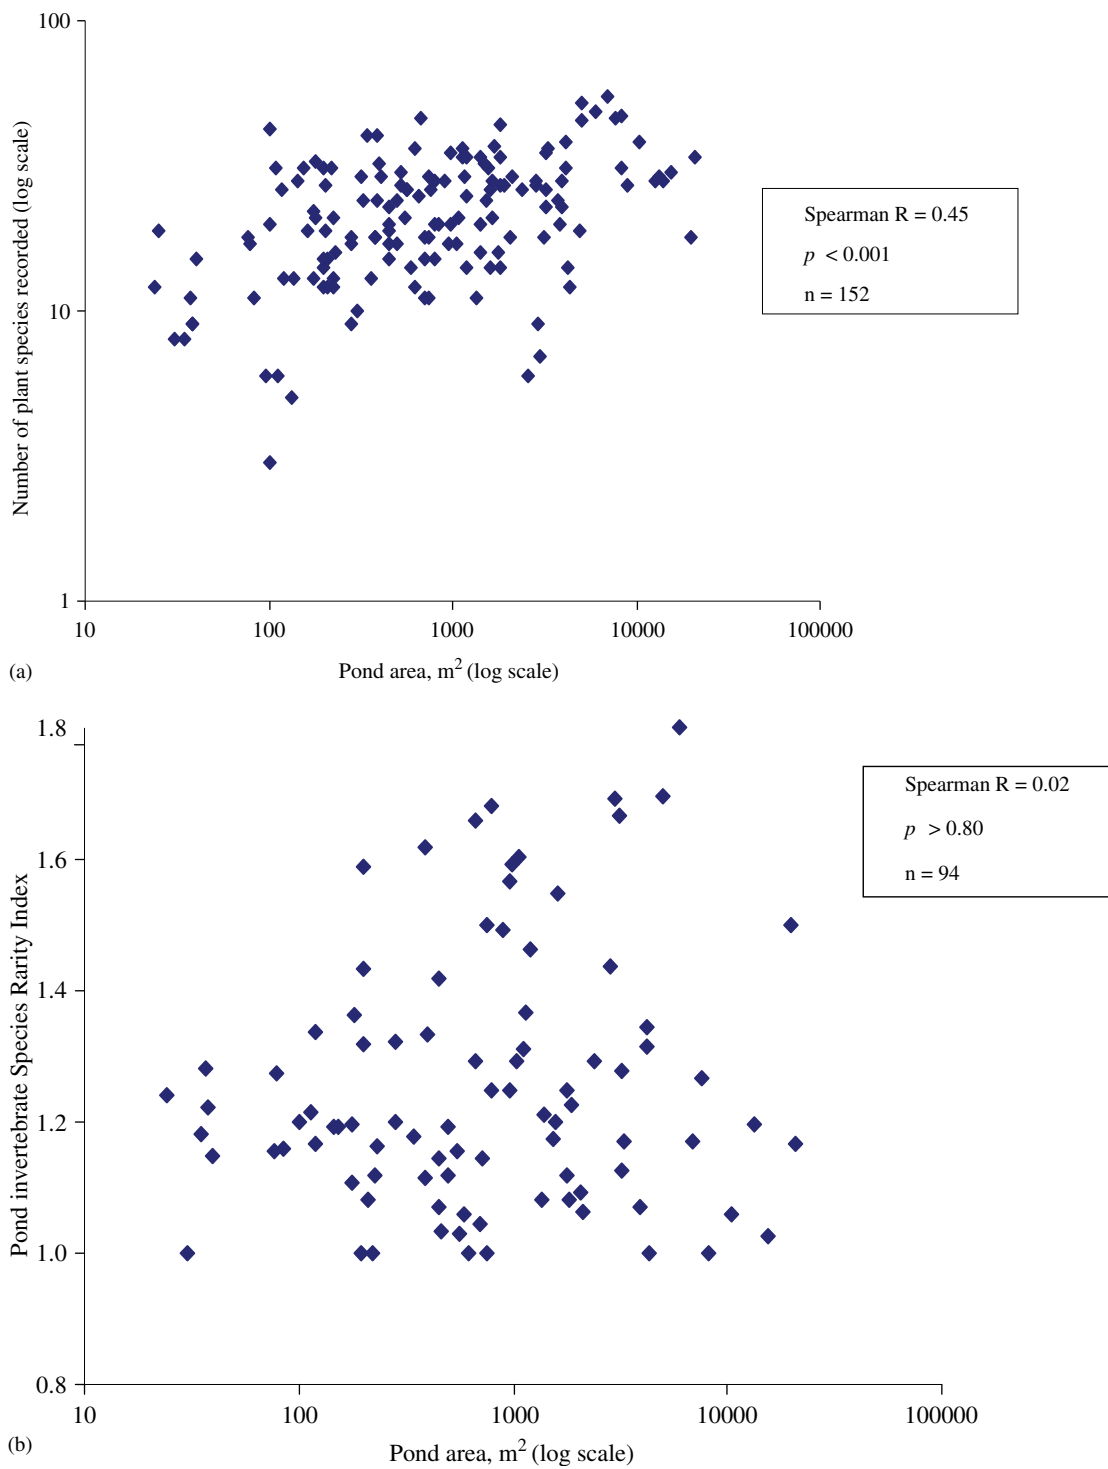 100
10
1
Number of plant species recorded (log scale)
Spearman R = 0.45
p < 0.001
n = 152
10 100 1000 10000 100000
Pond area, m² (log scale)
(a)
1.8
1.6
1.4
1.2
1.0
0.8
Pond invertebrate Species Rarity Index
Spearman R = 0.02
p > 0.80
n = 94
10 100 1000 10000 100000
Pond area, m² (log scale)
(b)